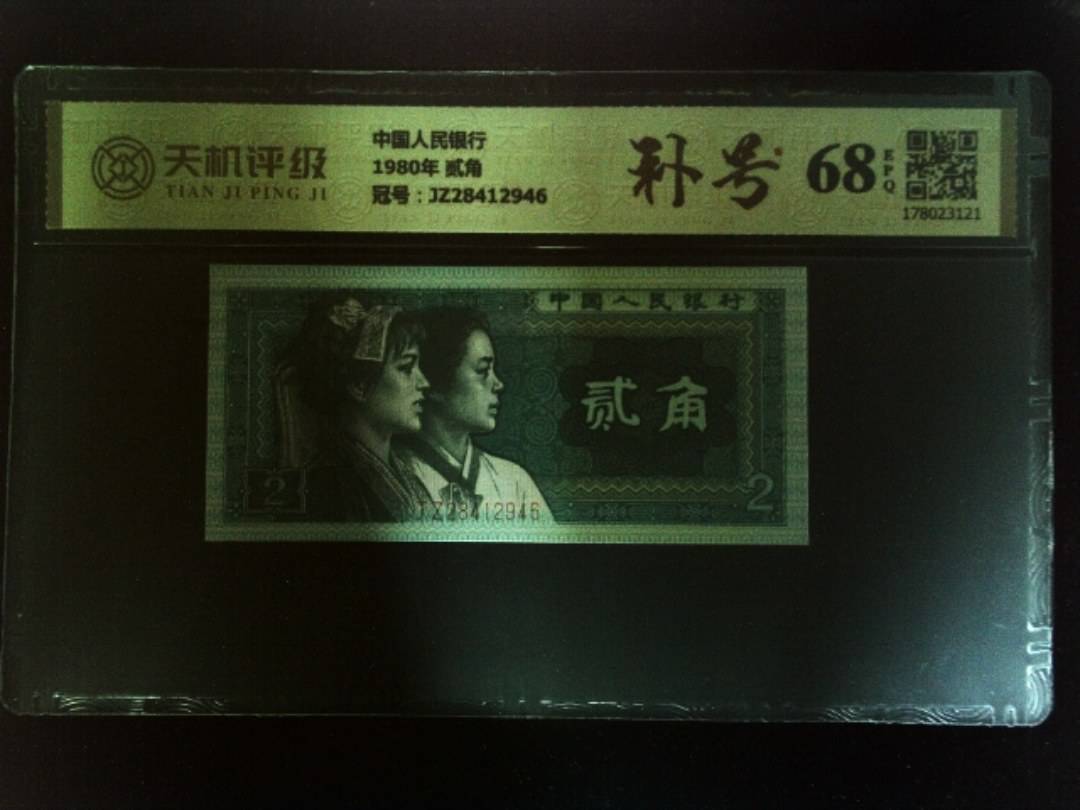 天机评级
TIAN JI PING JI
中国人民银行
1980年 贰角
冠号：JZ28412946
补号
68
EPQ
178023121
中国人民银行
贰角
2
2
JZ28412946